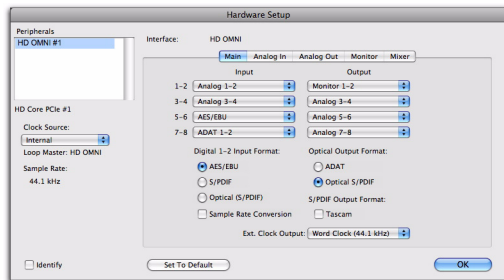 Hardware Setup
Peripherals
HD OMNI #1
HD Core PCIe #1
Clock Source:
Internal
Loop Master: HD OMNI
Sample Rate:
44.1 kHz
Identify
Interface: HD OMNI
Main Analog In Analog Out Monitor Mixer
Input Output
1-2 Analog 1-2 Monitor 1-2
3-4 Analog 3-4 Analog 3-4
5-6 AES/EBU Analog 5-6
7-8 ADAT 1-2 Analog 7-8
Digital 1-2 Input Format: Optical Output Format:
AES/EBU ADAT
S/PDIF Optical S/PDIF
Optical (S/PDIF) S/PDIF Output Format:
Sample Rate Conversion Tascam
Ext. Clock Output: Word Clock (44.1 kHz)
Set To Default OK